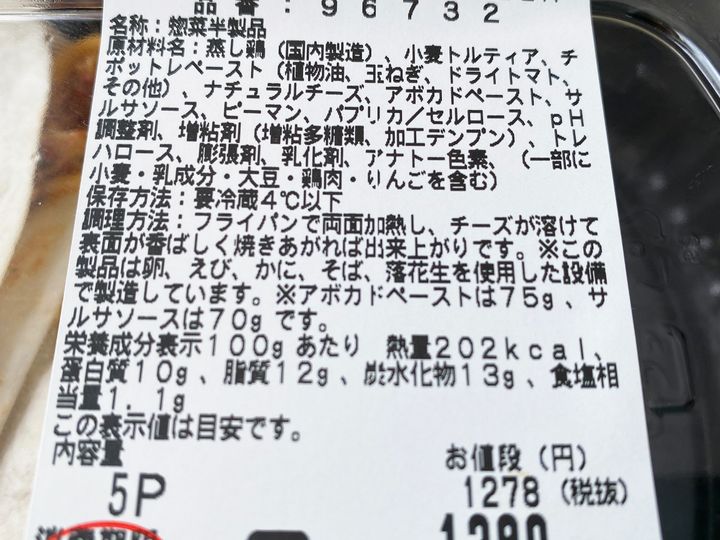 品番：96732
名称：惣菜半製品
原材料名：蒸し鶏（国内製造）、小麦トルティア、チ
ポットレペースト（植物油、玉ねぎ、ドライトマト、
その他）、ナチュラルチーズ、アボカドペースト、サ
ルサソース、ピーマン、パプリカ／セルロース、ｐＨ
調整剤、増粘剤（増粘多糖類、加工デンプン）、トレ
ハロース、膨張剤、乳化剤、アナトー色素、（一部に
小麦・乳成分・大豆・鶏肉・りんごを含む）
保存方法：要冷蔵４℃以下
調理方法：フライパンで両面加熱し、チーズが溶けて
表面が香ばしく焼きあがれば出来上がりです。※この
製品は卵、えび、かに、そば、落花生を使用した設備
で製造しています。※アボカドペーストは７５ｇ、サ
ルサソースは７０ｇです。
栄養成分表示１００ｇあたり　熱量２０２ｋｃａｌ、
蛋白質１０ｇ、脂質１２ｇ、炭水化物１３ｇ、食塩相
当量１．１ｇ
この表示値は目安です。
内容量 お値段（円）
5P 1278（税抜）
消費期限